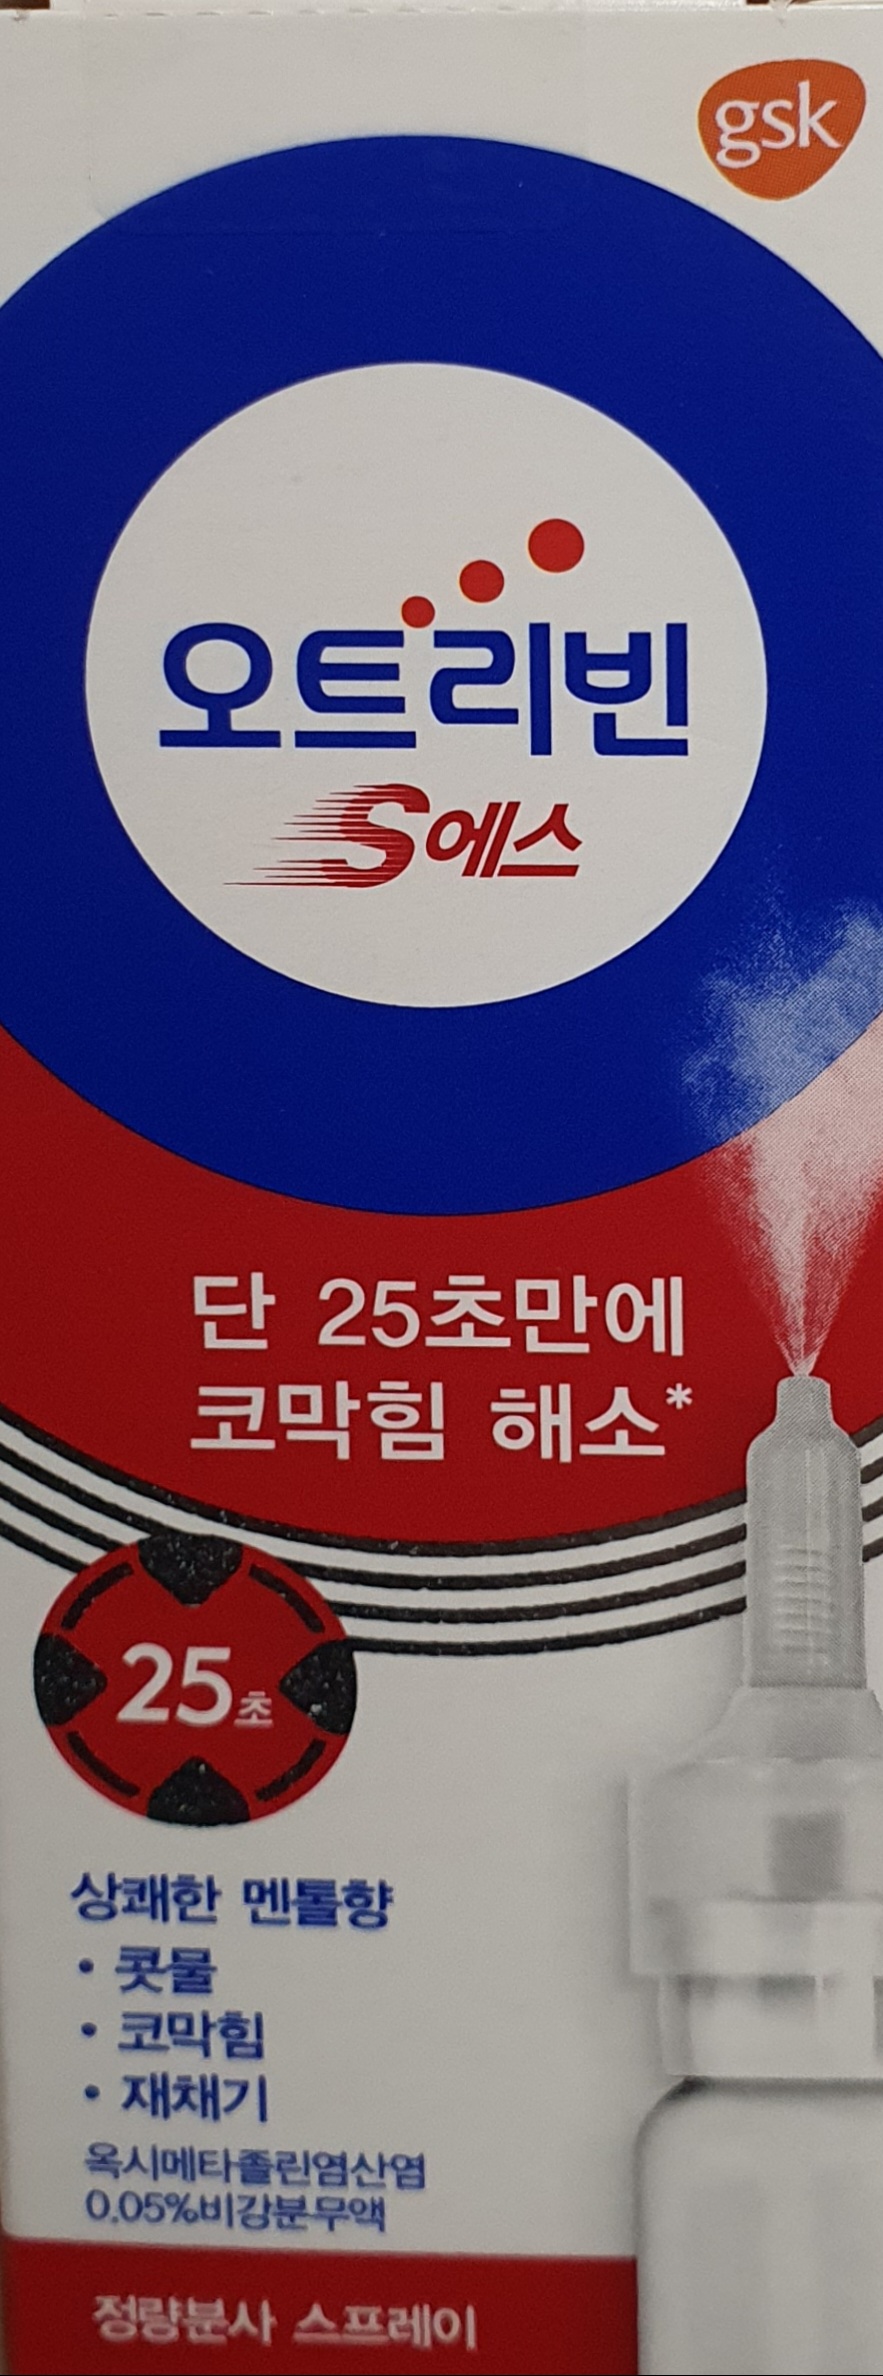 gsk
오트리빈
S에스
단 25초만에
코막힘 해소*
25초
상쾌한 멘톨향
• 콧물
• 코막힘
• 재채기
옥시메타졸린염산염
0.05%비강분무액
정량분사 스프레이